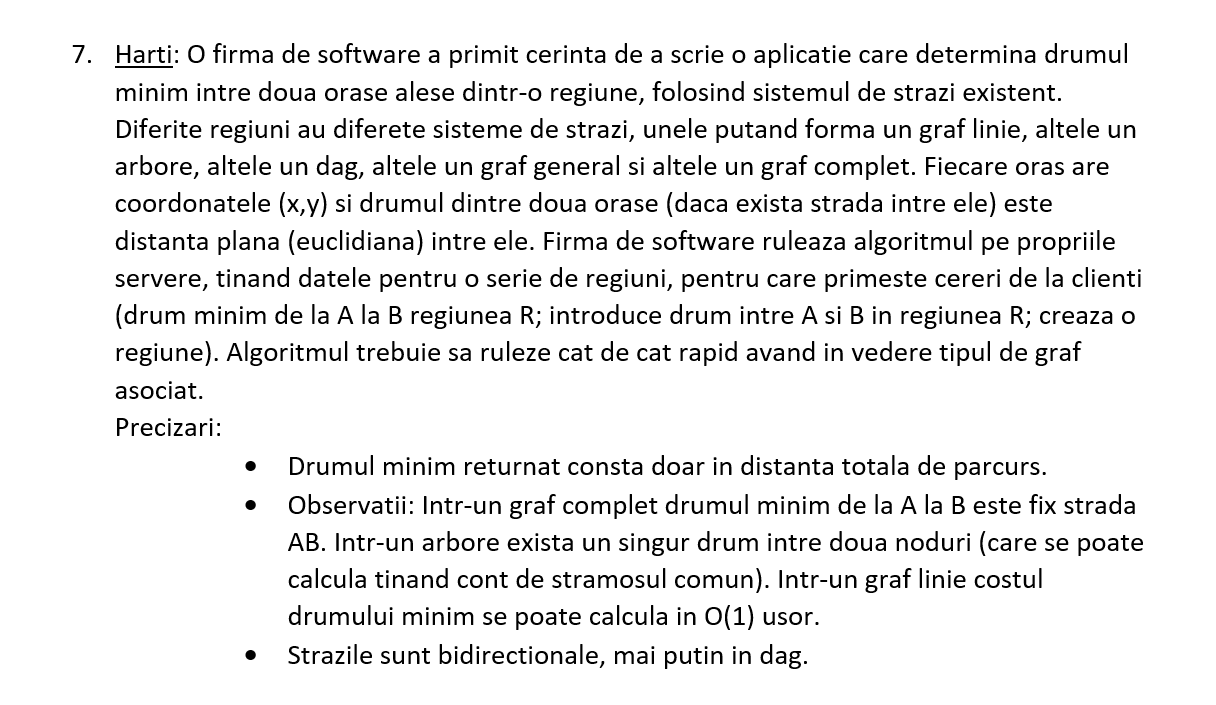 7. Harti: O firma de software a primit cerinta de a scrie o aplicatie care determina drumul
minim intre doua orase alese dintr-o regiune, folosind sistemul de strazi existent.
Diferite regiuni au diferete sisteme de strazi, unele putand forma un graf linie, altele un
arbore, altele un dag, altele un graf general si altele un graf complet. Fiecare oras are
coordonatele (x,y) si drumul dintre doua orase (daca exista strada intre ele) este
distanta plana (euclidiana) intre ele. Firma de software ruleaza algoritmul pe propriile
servere, tinand datele pentru o serie de regiuni, pentru care primeste cereri de la clienti
(drum minim de la A la B regiunea R; introduce drum intre A si B in regiunea R; creaza o
regiune). Algoritmul trebuie sa ruleze cat de cat rapid avand in vedere tipul de graf
asociat.
Precizari:
• Drumul minim returnat consta doar in distanta totala de parcurs.
• Observatii: Intr-un graf complet drumul minim de la A la B este fix strada
AB. Intr-un arbore exista un singur drum intre doua noduri (care se poate
calcula tinand cont de stramosul comun). Intr-un graf linie costul
drumului minim se poate calcula in O(1) usor.
• Strazile sunt bidirectionale, mai putin in dag.